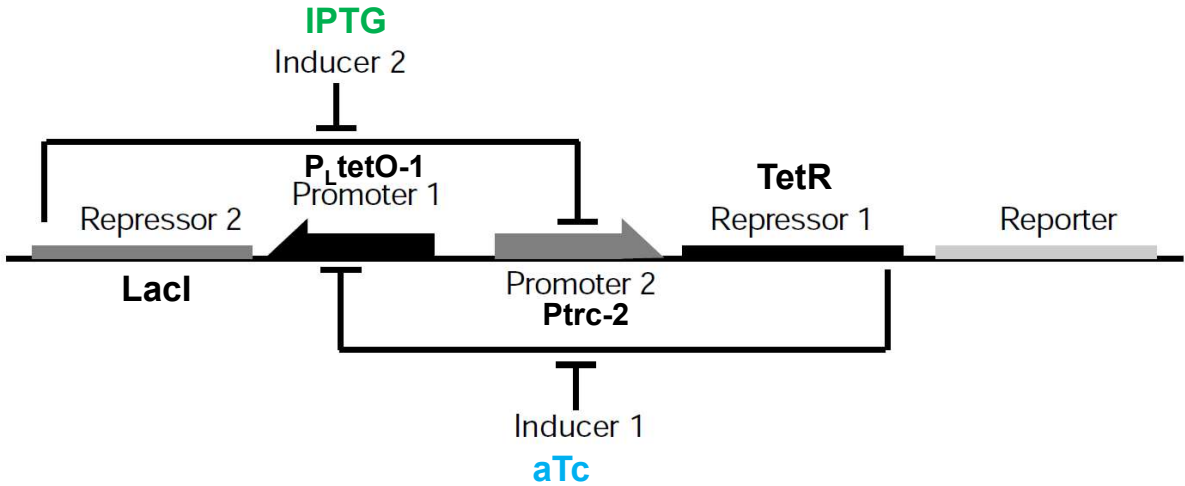 IPTG
Inducer 2
PLtetO-1
Promoter 1
TetR
Repressor 2
Repressor 1
Reporter
LacI
Promoter 2
Ptrc-2
Inducer 1
aTc